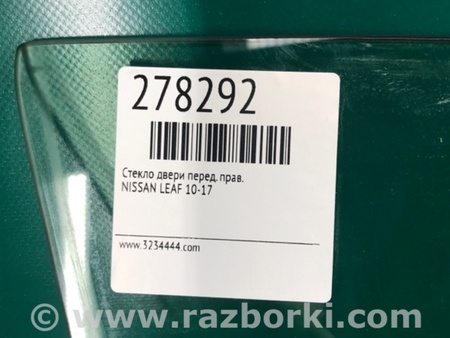 278292
Стекло двери перед. прав.
NISSAN LEAF 10-17
www.3234444.com
© www.razborki.com